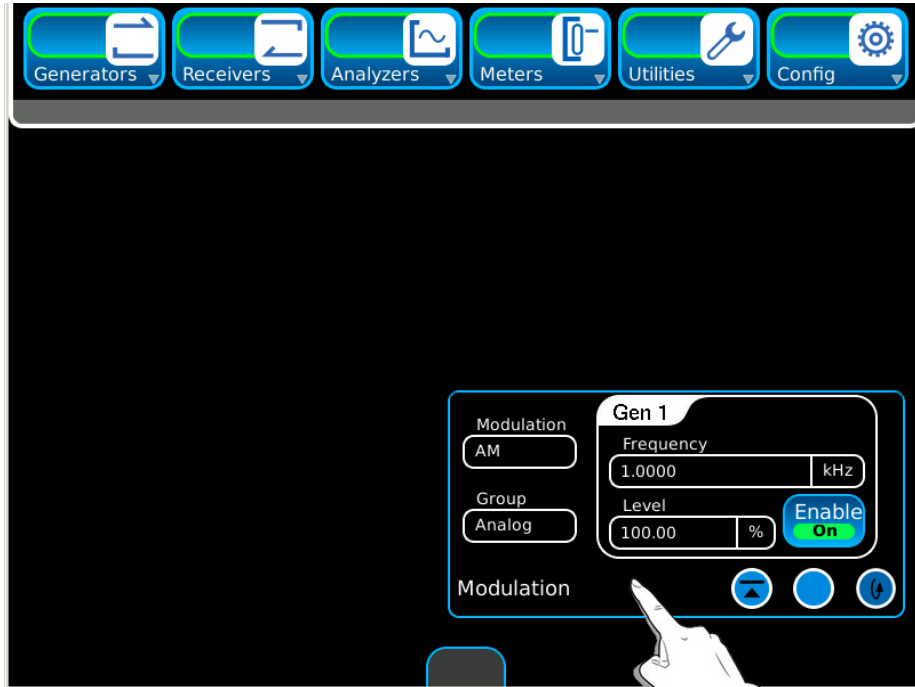 Generators Receivers Analyzers Meters Utilities Config
Modulation
AM
Group
Analog
Gen 1
Frequency
1.0000 kHz
Level
100.00 %
Enable
On
Modulation